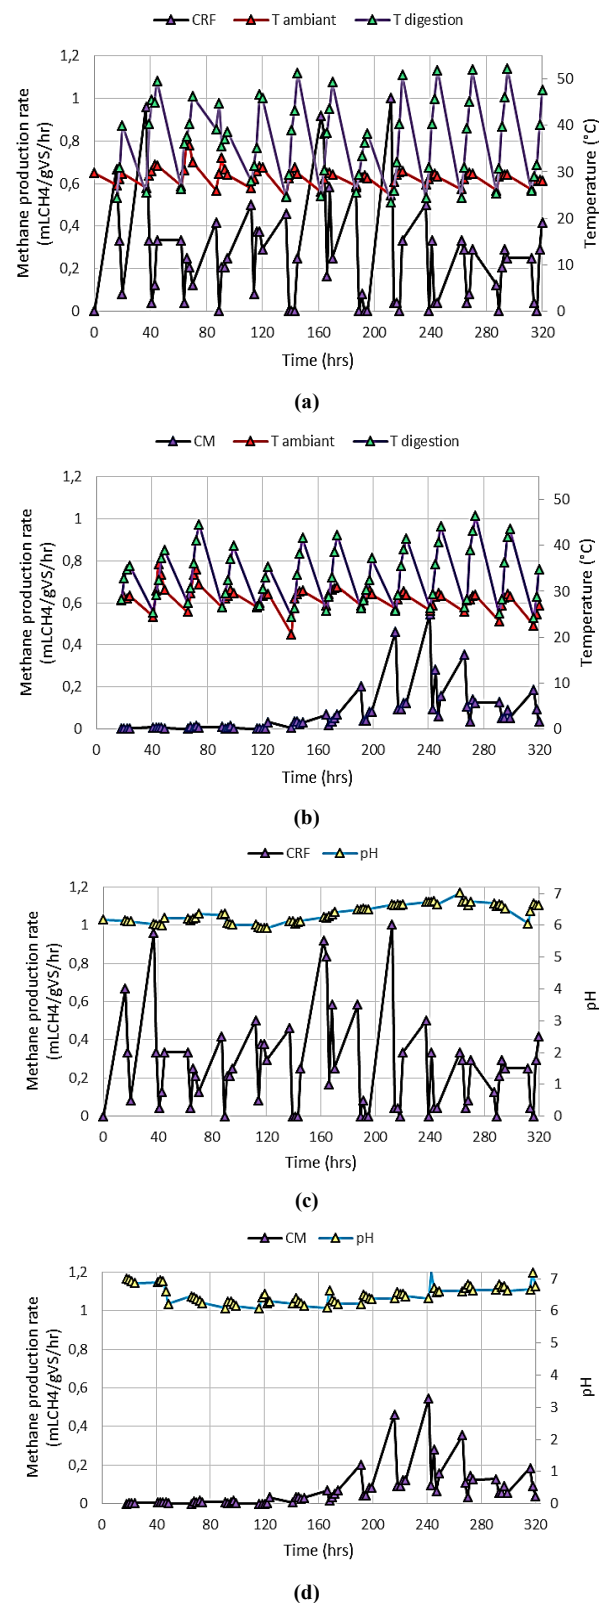 CRF T ambiant T digestion
1,2
1
0,8
0,6
0,4
0,2
0
Methane production rate
(mLCH4/gVS/hr)
50
40
30
20
10
0
Temperature (°C)
0 40 80 120 160 200 240 280 320
Time (hrs)
(a)
CM T ambiant T digestion
1,2
1
0,8
0,6
0,4
0,2
0
Methane production rate
(mLCH4/gVS/hr)
50
40
30
20
10
0
Temperature (°C)
0 40 80 120 160 200 240 280 320
Time (hrs)
(b)
CRF pH
1,2
1
0,8
0,6
0,4
0,2
0
Methane production rate
(mLCH4/gVS/hr)
7
6
5
4
3
2
1
0
pH
0 40 80 120 160 200 240 280 320
Time (hrs)
(c)
CM pH
1,2
1
0,8
0,6
0,4
0,2
0
Methane production rate
(mLCH4/gVS/hr)
7
6
5
4
3
2
1
0
pH
0 40 80 120 160 200 240 280 320
Time (hrs)
(d)